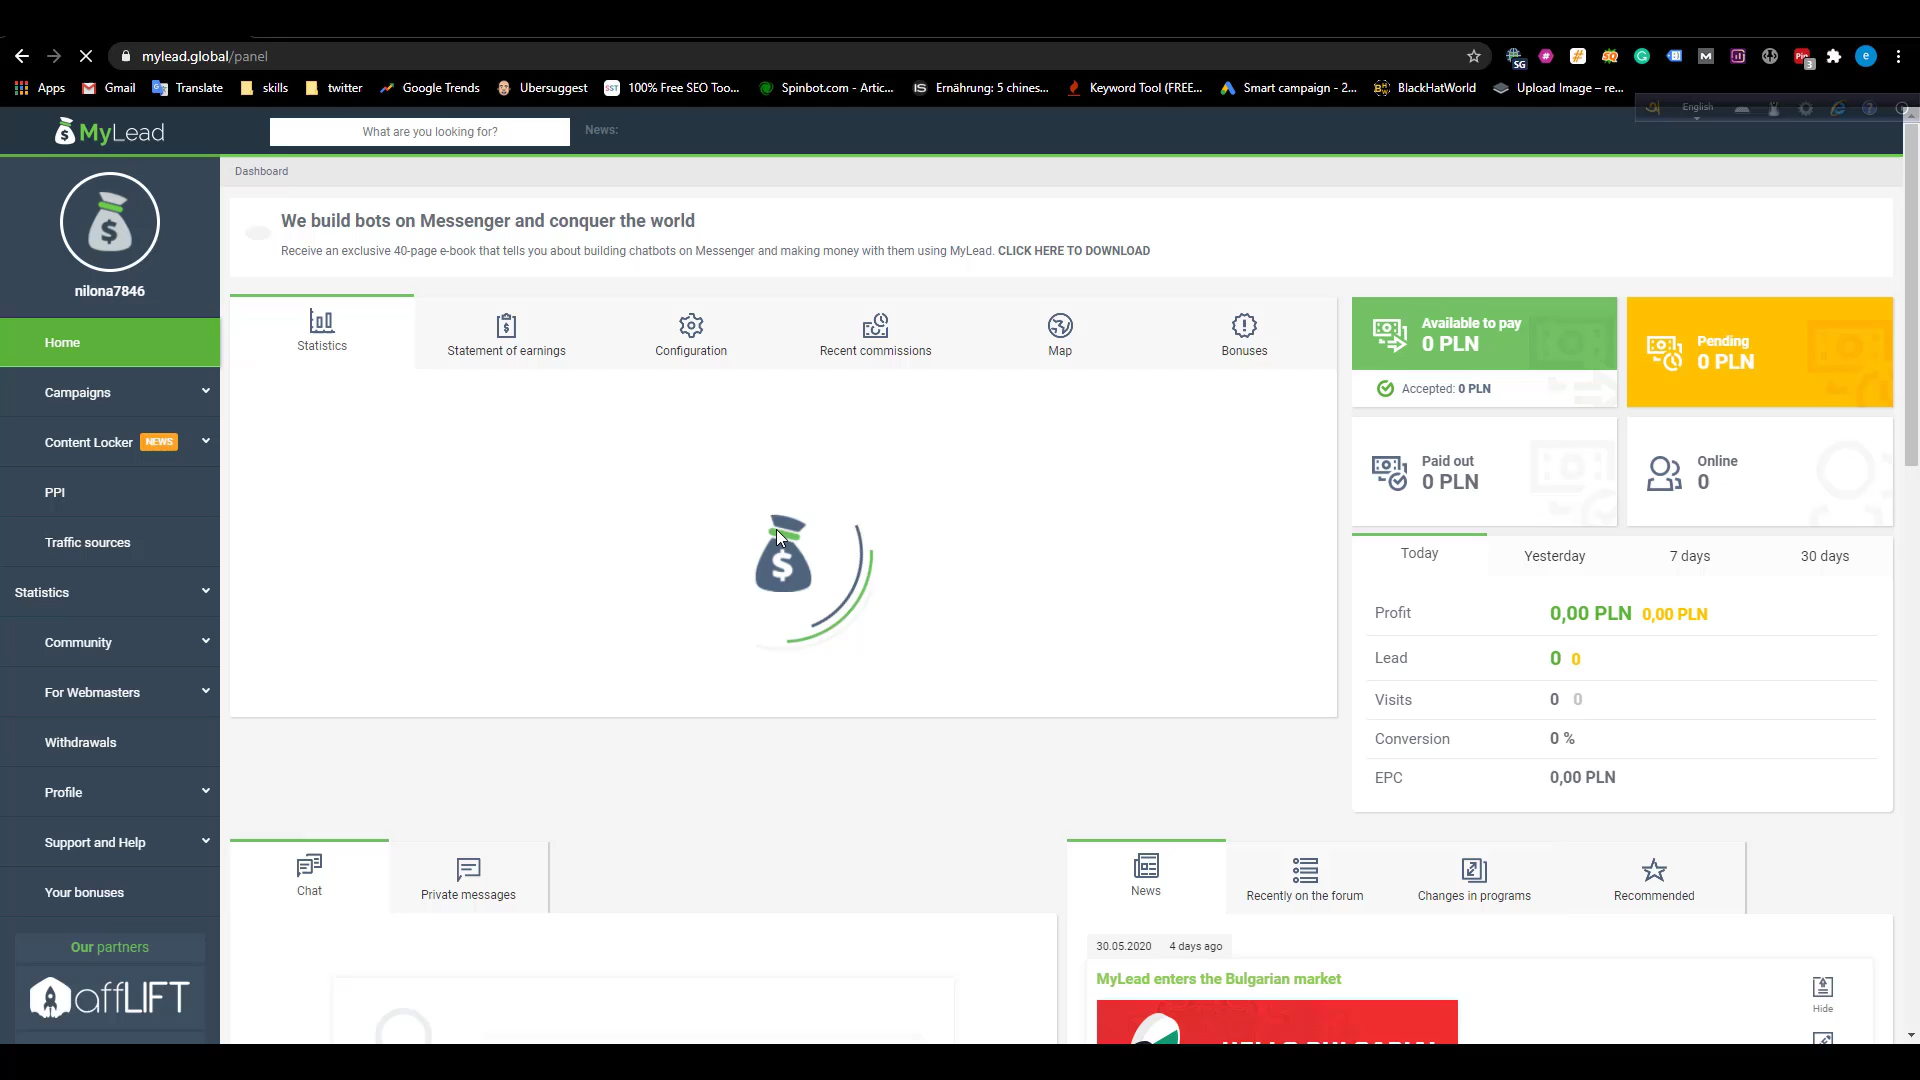 mylead.global/panel
SG
3
e
Apps
Gmail
Translate
skills
twitter
Google Trends
Ubersuggest
100% Free SEO Too...
Spinbot.com - Artic...
Ernährung: 5 chines...
Keyword Tool (FREE...
Smart campaign - 2...
BlackHatWorld
Upload Image – re...
English
MyLead
What are you looking for?
News:
Dashboard
nilona7846
We build bots on Messenger and conquer the world
Receive an exclusive 40-page e-book that tells you about building chatbots on Messenger and making money with them using MyLead. CLICK HERE TO DOWNLOAD
Home
Campaigns
Content Locker NEWS
PPI
Traffic sources
Statistics
Community
For Webmasters
Withdrawals
Profile
Support and Help
Your bonuses
Our partners
affLIFT
Statistics
Statement of earnings
Configuration
Recent commissions
Map
Bonuses
Available to pay
0 PLN
Accepted: 0 PLN
Pending
0 PLN
Paid out
0 PLN
Online
0
Today
Yesterday
7 days
30 days
Profit 0,00 PLN 0,00 PLN
Lead 0 0
Visits 0 0
Conversion 0 %
EPC 0,00 PLN
Chat
Private messages
News
Recently on the forum
Changes in programs
Recommended
30.05.2020 4 days ago
MyLead enters the Bulgarian market
Hide